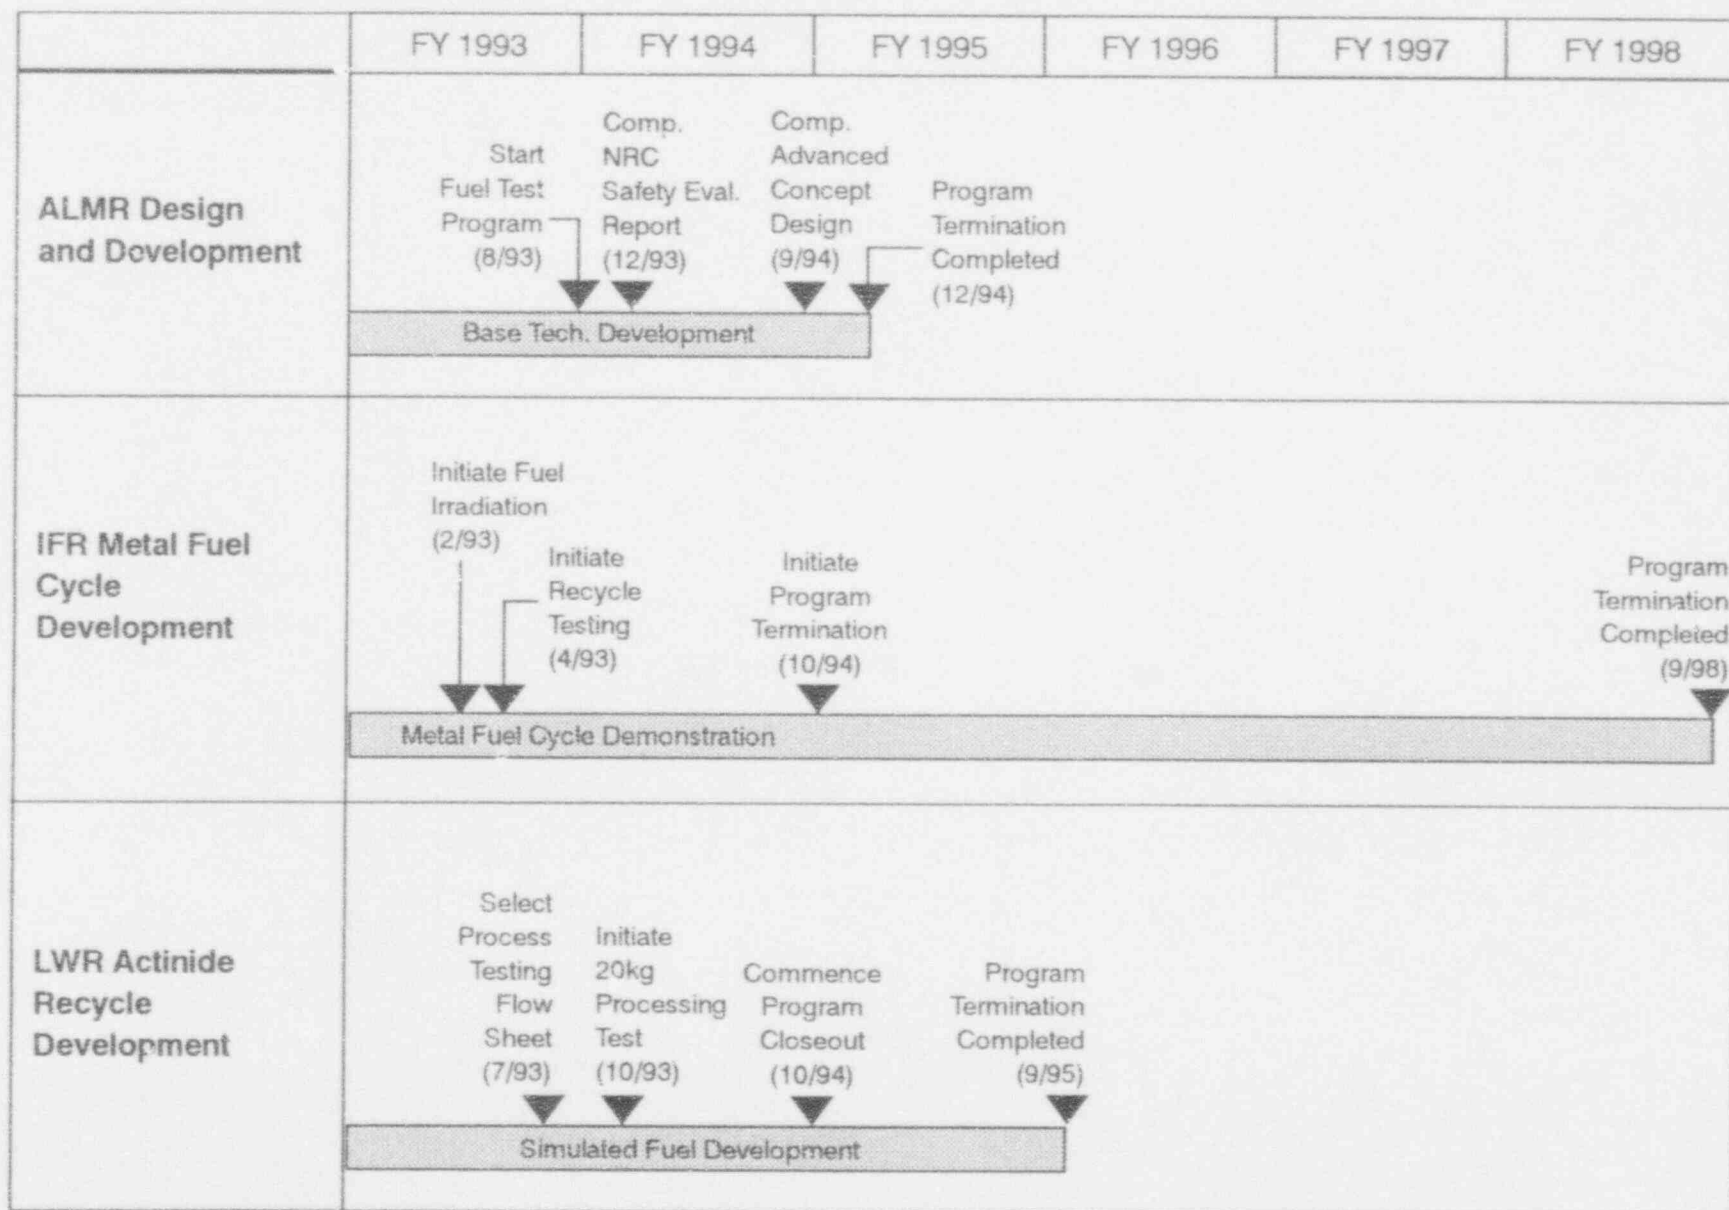 FY 1993
FY 1994
FY 1995
FY 1996
FY 1997
FY 1998
ALMR Design
and Development
Start
Fuel Test
Program
(8/93)
Comp.
NRC
Safety Eval.
Report
(12/93)
Comp.
Advanced
Concept
Design
(9/94)
Program
Termination
Completed
(12/94)
Base Tech. Development
IFR Metal Fuel
Cycle
Development
Initiate Fuel
Irradiation
(2/93)
Initiate
Recycle
Testing
(4/93)
Initiate
Program
Termination
(10/94)
Program
Termination
Completed
(9/98)
Metal Fuel Cycle Demonstration
LWR Actinide
Recycle
Development
Select
Process
Testing
Flow
Sheet
(7/93)
Initiate
20kg
Processing
Test
(10/93)
Commence
Program
Closeout
(10/94)
Program
Termination
Completed
(9/95)
Simulated Fuel Development